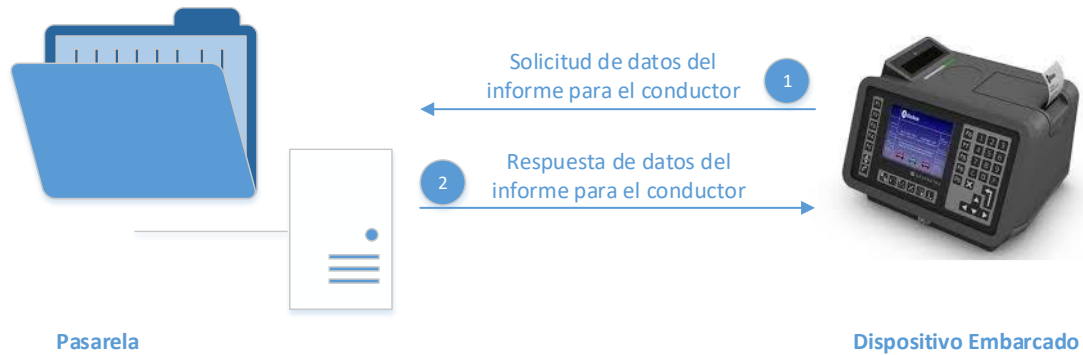 Solicitud de datos del
informe para el conductor
1
2
Respuesta de datos del
informe para el conductor
Pasarela
Dispositivo Embarcado